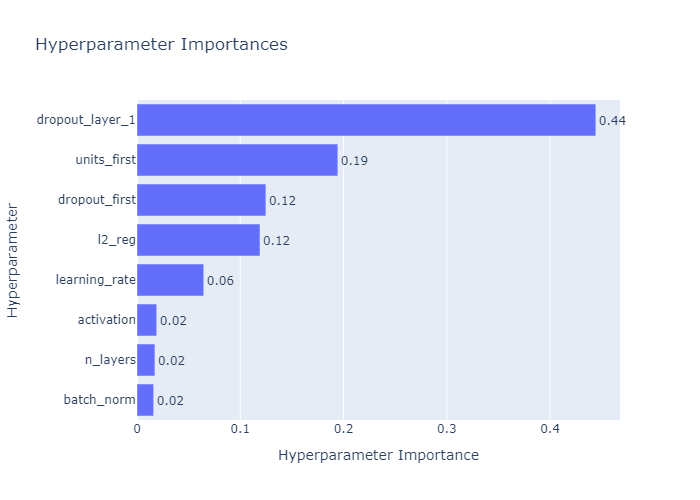 Hyperparameter Importances
Hyperparameter
dropout_layer_1 0.44
units_first 0.19
dropout_first 0.12
l2_reg 0.12
learning_rate 0.06
activation 0.02
n_layers 0.02
batch_norm 0.02
0 0.1 0.2 0.3 0.4
Hyperparameter Importance